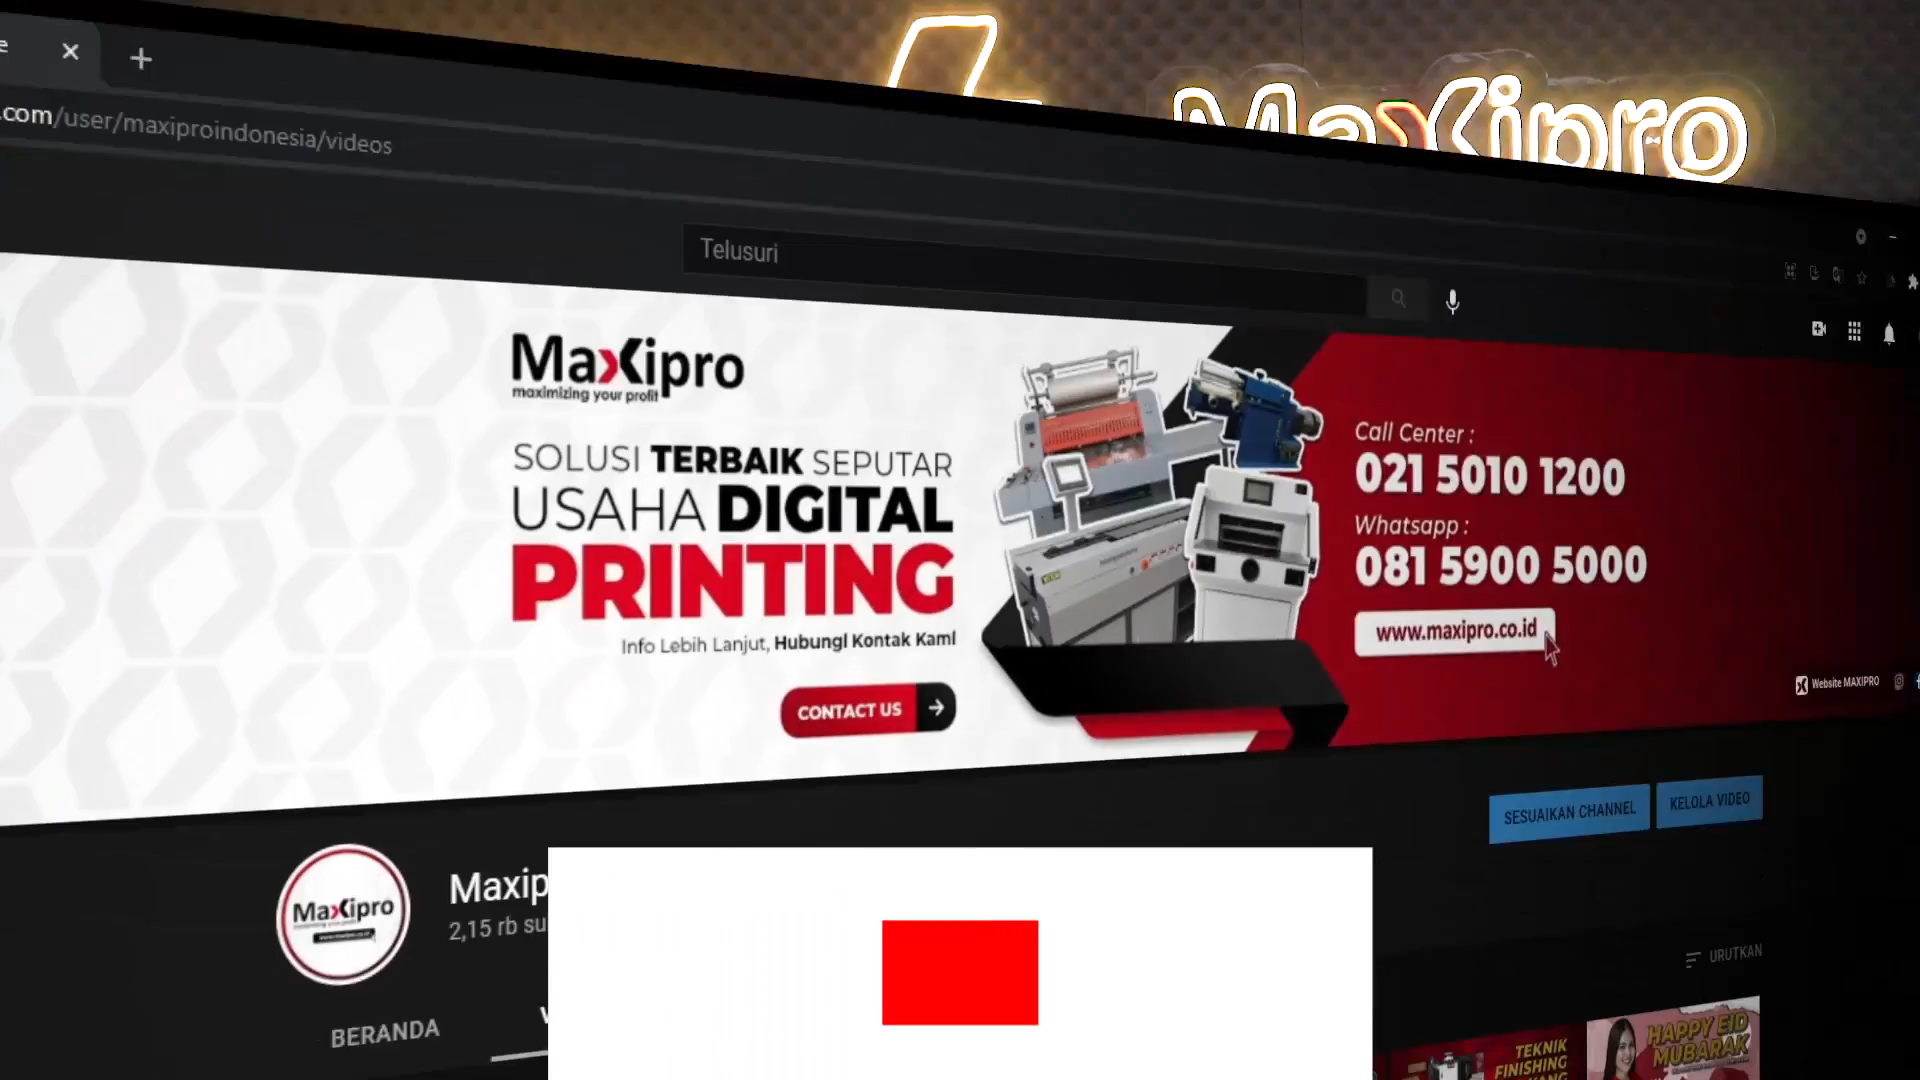 Maxipro
.com/user/maxiproindonesia/videos
Telusuri
Maxipro
maximizing your profit
SOLUSI TERBAIK SEPUTAR
USAHA DIGITAL
PRINTING
Info Lebih Lanjut, Hubungi Kontak Kami
CONTACT US
Call Center :
021 5010 1200
Whatsapp :
081 5900 5000
www.maxipro.co.id
Website MAXIPRO
SESUAIKAN CHANNEL
KELOLA VIDEO
Maxipro
Maxip
2,15 rb su
URUTKAN
BERANDA
TEKNIK
FINISHING
HAPPY EID
MUBARAK